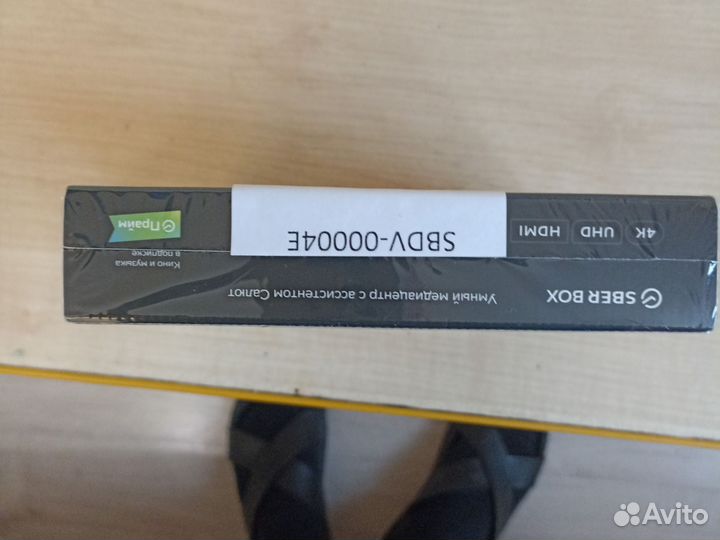 SBER BOX
Умный медиацентр с ассистентом Салют
Кино и музыка
в подписке
4K UHD HDMI
SBDV-00004E
Прайм
Avito